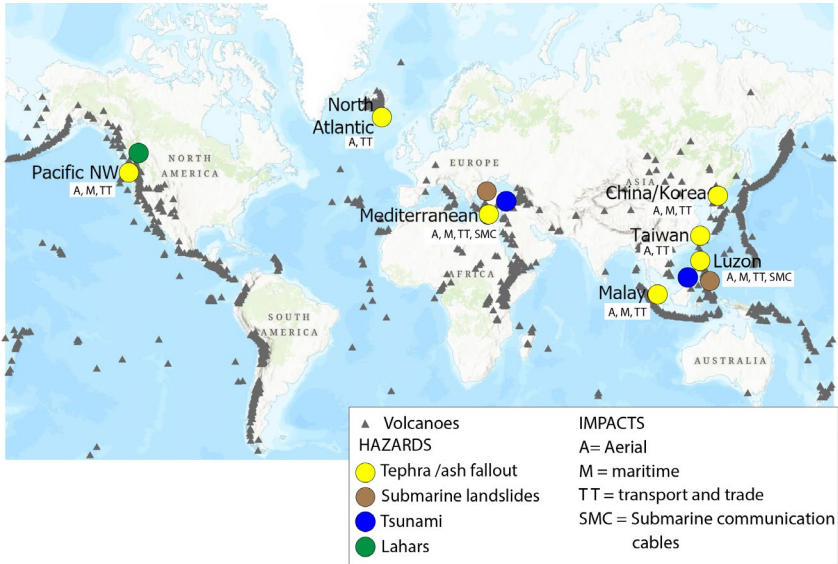 North
Atlantic
A, TT
NORTH
AMERICA
Pacific NW
A, M, TT
EUROPE
ASIA
China/Korea
A, M, TT
Mediterranean
A, M, TT, SMC
Taiwan
A, TT
Luzon
A, M, TT, SMC
AFRICA
Malay
A, M, TT
SOUTH
AMERICA
AUSTRALIA
Volcanoes
HAZARDS
Tephra /ash fallout
Submarine landslides
Tsunami
Lahars
IMPACTS
A= Aerial
M = maritime
TT = transport and trade
SMC = Submarine communication
cables